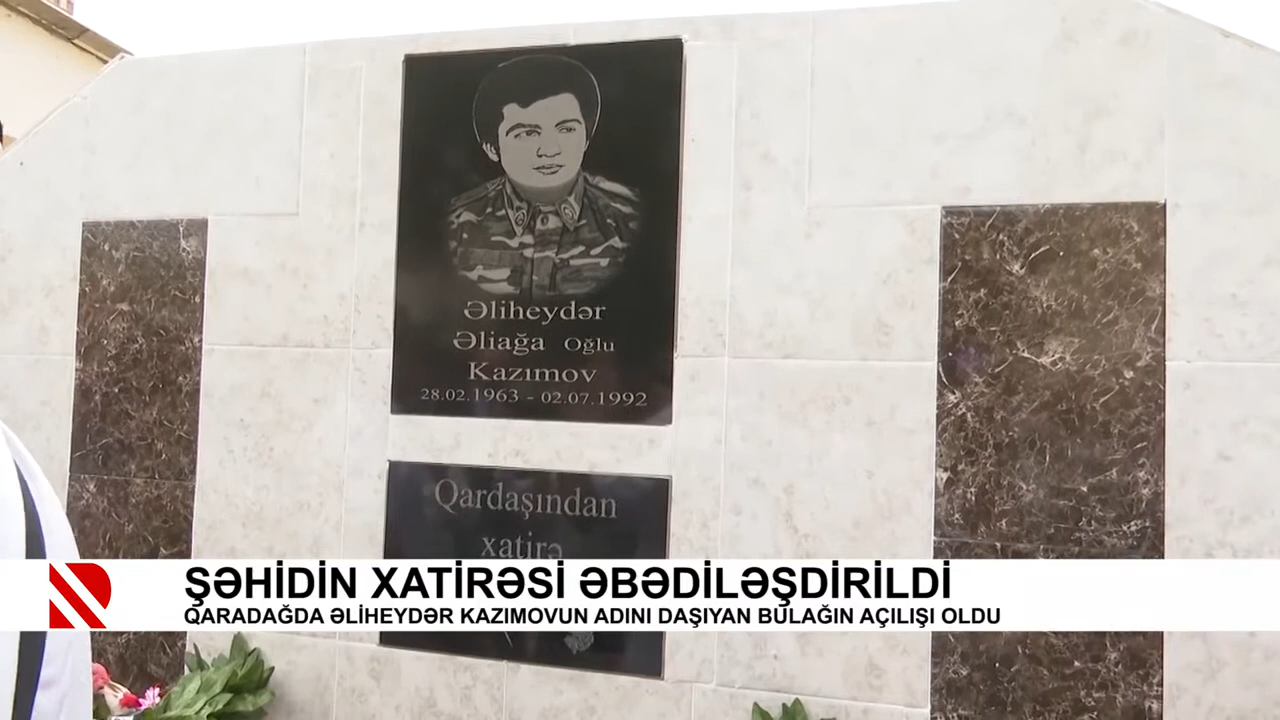 Əliheydər
Əliağa Oğlu
Kazımov
28.02.1963 - 02.07.1992
Qardaşından
xatirə
ŞƏHİDİN XATİRƏSİ ƏBƏDİLƏŞDİRİLDİ
QARADAĞDA ƏLİHEYDƏR KAZIMOVUN ADINI DAŞIYAN BULAĞIN AÇILIŞI OLDU